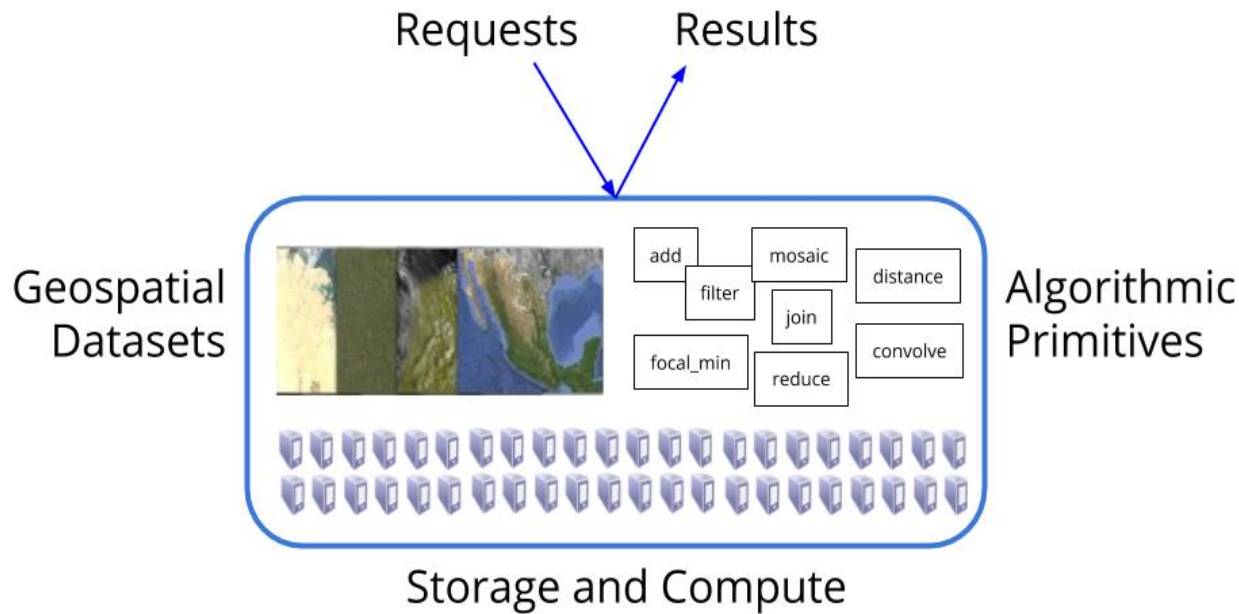 Requests Results
Geospatial
Datasets
add
mosaic
distance
filter
join
focal_min
reduce
convolve
Algorithmic
Primitives
Storage and Compute